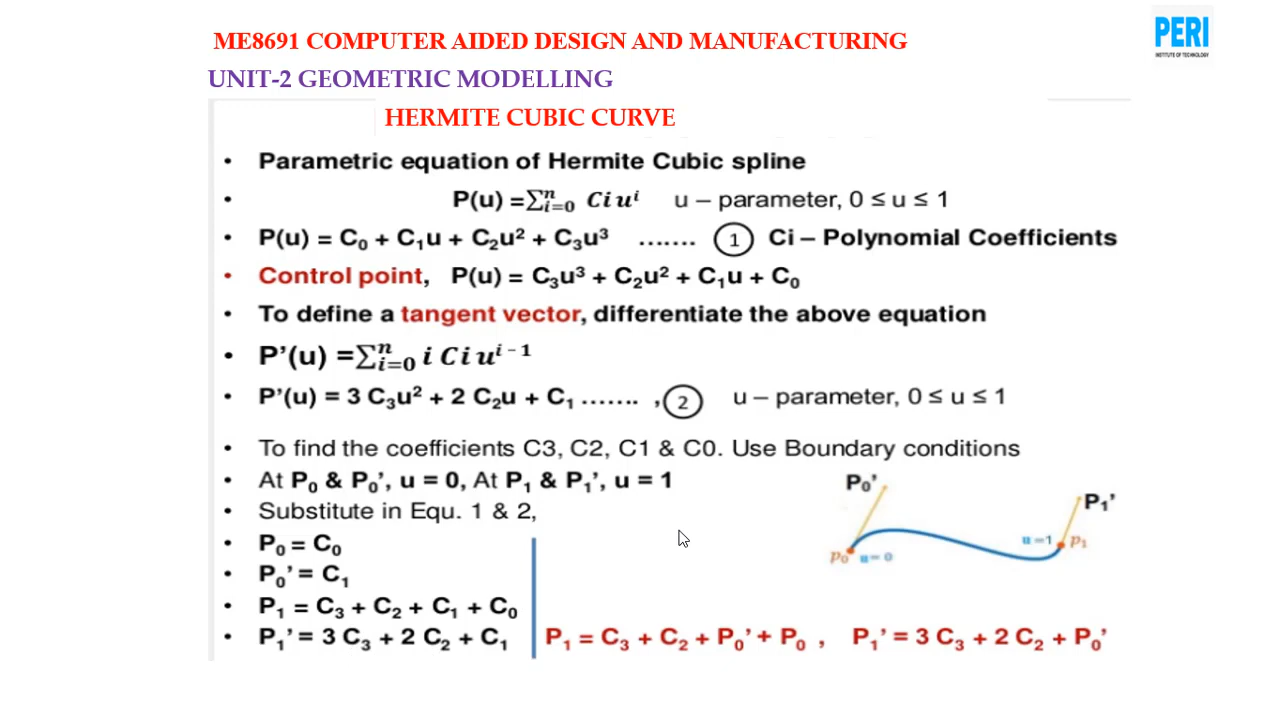 PERI
INSTITUTE OF TECHNOLOGY
ME8691 COMPUTER AIDED DESIGN AND MANUFACTURING
UNIT-2 GEOMETRIC MODELLING
HERMITE CUBIC CURVE
• Parametric equation of Hermite Cubic spline
• P(u) =∑ⁿᵢ₌₀ Ci uⁱ u – parameter, 0 ≤ u ≤ 1
• P(u) = C₀ + C₁u + C₂u² + C₃u³ ....... ① Ci – Polynomial Coefficients
• Control point, P(u) = C₃u³ + C₂u² + C₁u + C₀
• To define a tangent vector, differentiate the above equation
• P’(u) =∑ⁿᵢ₌₀ i Ci uⁱ⁻¹
• P’(u) = 3 C₃u² + 2 C₂u + C₁ ....... ,② u – parameter, 0 ≤ u ≤ 1
• To find the coefficients C3, C2, C1 & C0. Use Boundary conditions
• At P₀ & P₀’, u = 0, At P₁ & P₁’, u = 1
• Substitute in Equ. 1 & 2,
• P₀ = C₀
• P₀’ = C₁
• P₁ = C₃ + C₂ + C₁ + C₀
• P₁’ = 3 C₃ + 2 C₂ + C₁
P₁ = C₃ + C₂ + P₀’ + P₀ , P₁’ = 3 C₃ + 2 C₂ + P₀’
P₀’
P₁’
u =1 p₁
p₀ u= 0